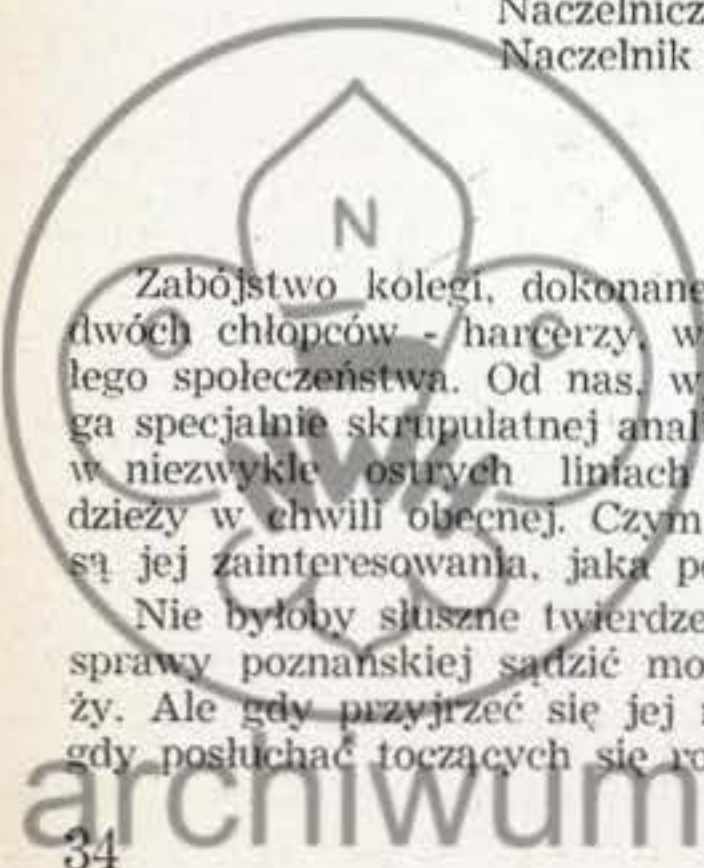 Naczelnicz
Naczelnik
N
Zabójstwo kolegi, dokonane
dwóch chłopców - harcerzy, w
łego społeczeństwa. Od nas, w
ga specjalnie skrupulatnej anal
w niezwykle ostrych liniach
dzieży w chwili obecnej. Czym
są jej zainteresowania, jaka p
Nie byłoby słuszne twierdze
sprawy poznańskiej sądzić mo
ży. Ale gdy przyjrzeć się jej
gdy posłuchać toczących się ro
archiwum
34